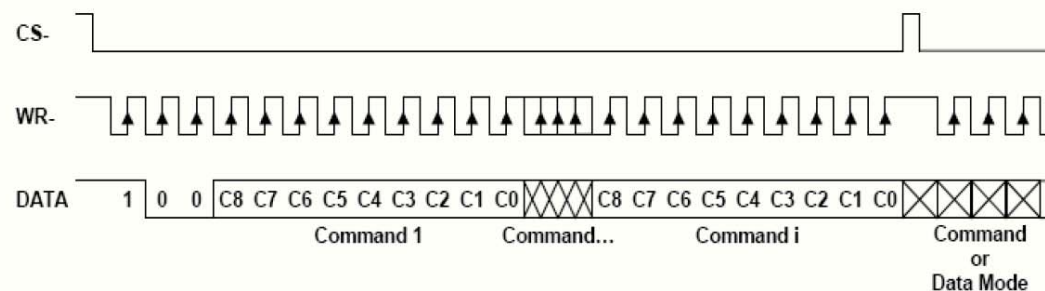 CS-
WR-
DATA 1 0 0 C8 C7 C6 C5 C4 C3 C2 C1 C0 C8 C7 C6 C5 C4 C3 C2 C1 C0
Command 1 Command... Command i Command
or
Data Mode